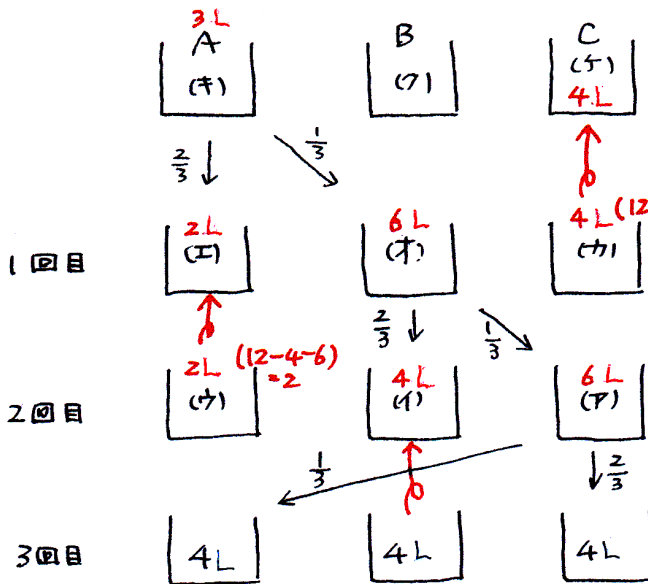 3L
A B C
(キ) (ク) (ケ)
4L
2/3 1/3
2L 6L 4L (12
1回目 (エ) (オ) (カ)
2/3 1/3
2L (12-4-6) 4L 6L
=2
2回目 (ウ) (イ) (ア)
1/3 2/3
3回目 4L 4L 4L